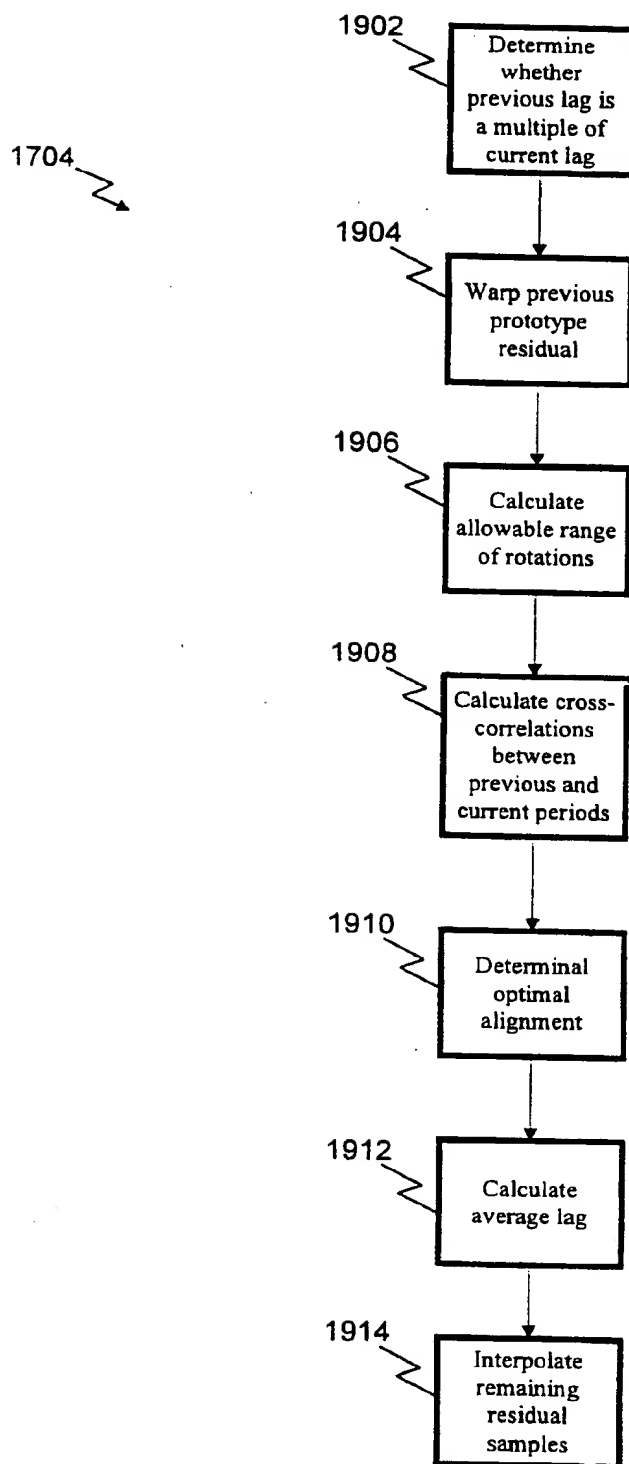 1902
Determine
whether
previous lag is
a multiple of
current lag
1704
1904
Warp previous
prototype
residual
1906
Calculate
allowable range
of rotations
1908
Calculate cross-
correlations
between
previous and
current periods
1910
Determinal
optimal
alignment
1912
Calculate
average lag
1914
Interpolate
remaining
residual
samples